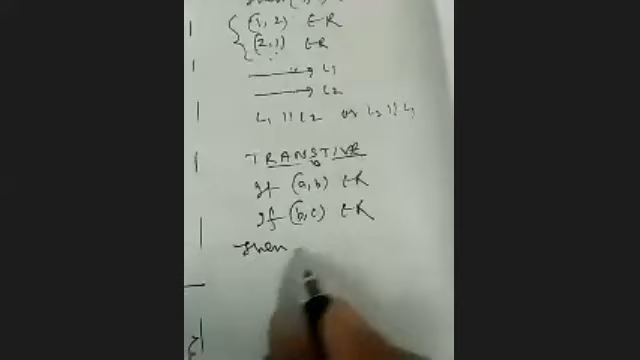 (1, 2) ∈ R
(2, 1) ∈ R
L1
L2
L1 || L2 or L2 || L1
TRANSTIVE
If (a, b) ∈ R
If (b, c) ∈ R
Then